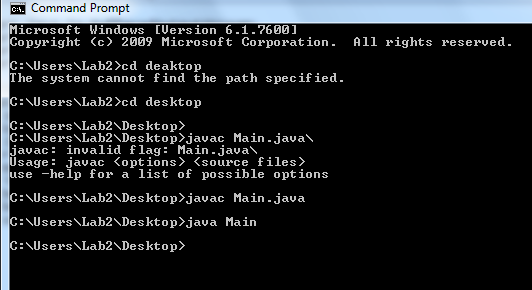 Command Prompt
Microsoft Windows [Version 6.1.7600]
Copyright (c) 2009 Microsoft Corporation.  All rights reserved.
C:\Users\Lab2>cd deaktop
The system cannot find the path specified.
C:\Users\Lab2>cd desktop
C:\Users\Lab2\Desktop>
C:\Users\Lab2\Desktop>javac Main.java\
javac: invalid flag: Main.java\
Usage: javac <options> <source files>
use -help for a list of possible options
C:\Users\Lab2\Desktop>javac Main.java
C:\Users\Lab2\Desktop>java Main
C:\Users\Lab2\Desktop>